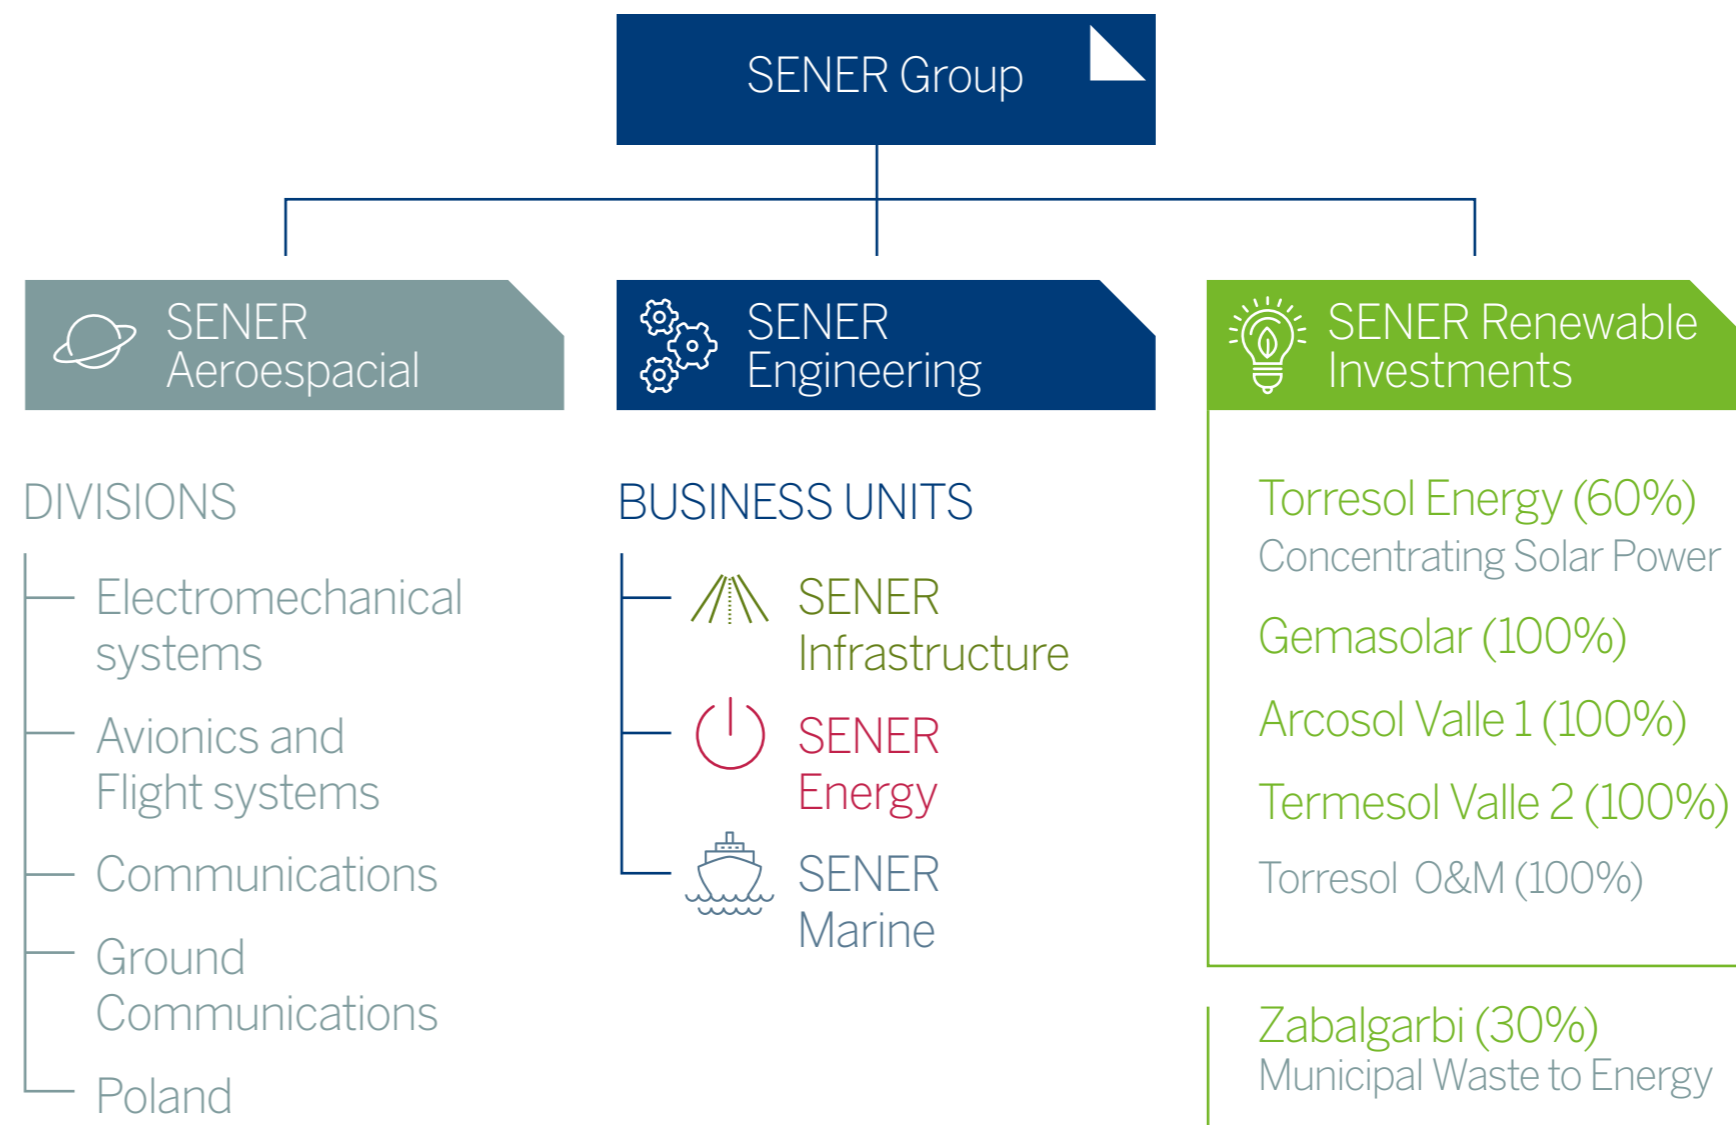 SENER Group
SENER
Aeroespacial
DIVISIONS
Electromechanical
systems
Avionics and
Flight systems
Communications
Ground
Communications
Poland
SENER
Engineering
BUSINESS UNITS
SENER
Infrastructure
SENER
Energy
SENER
Marine
SENER Renewable
Investments
Torresol Energy (60%)
Concentrating Solar Power
Gemasolar (100%)
Arcosol Valle 1 (100%)
Termesol Valle 2 (100%)
Torresol O&M (100%)
Zabalgarbi (30%)
Municipal Waste to Energy